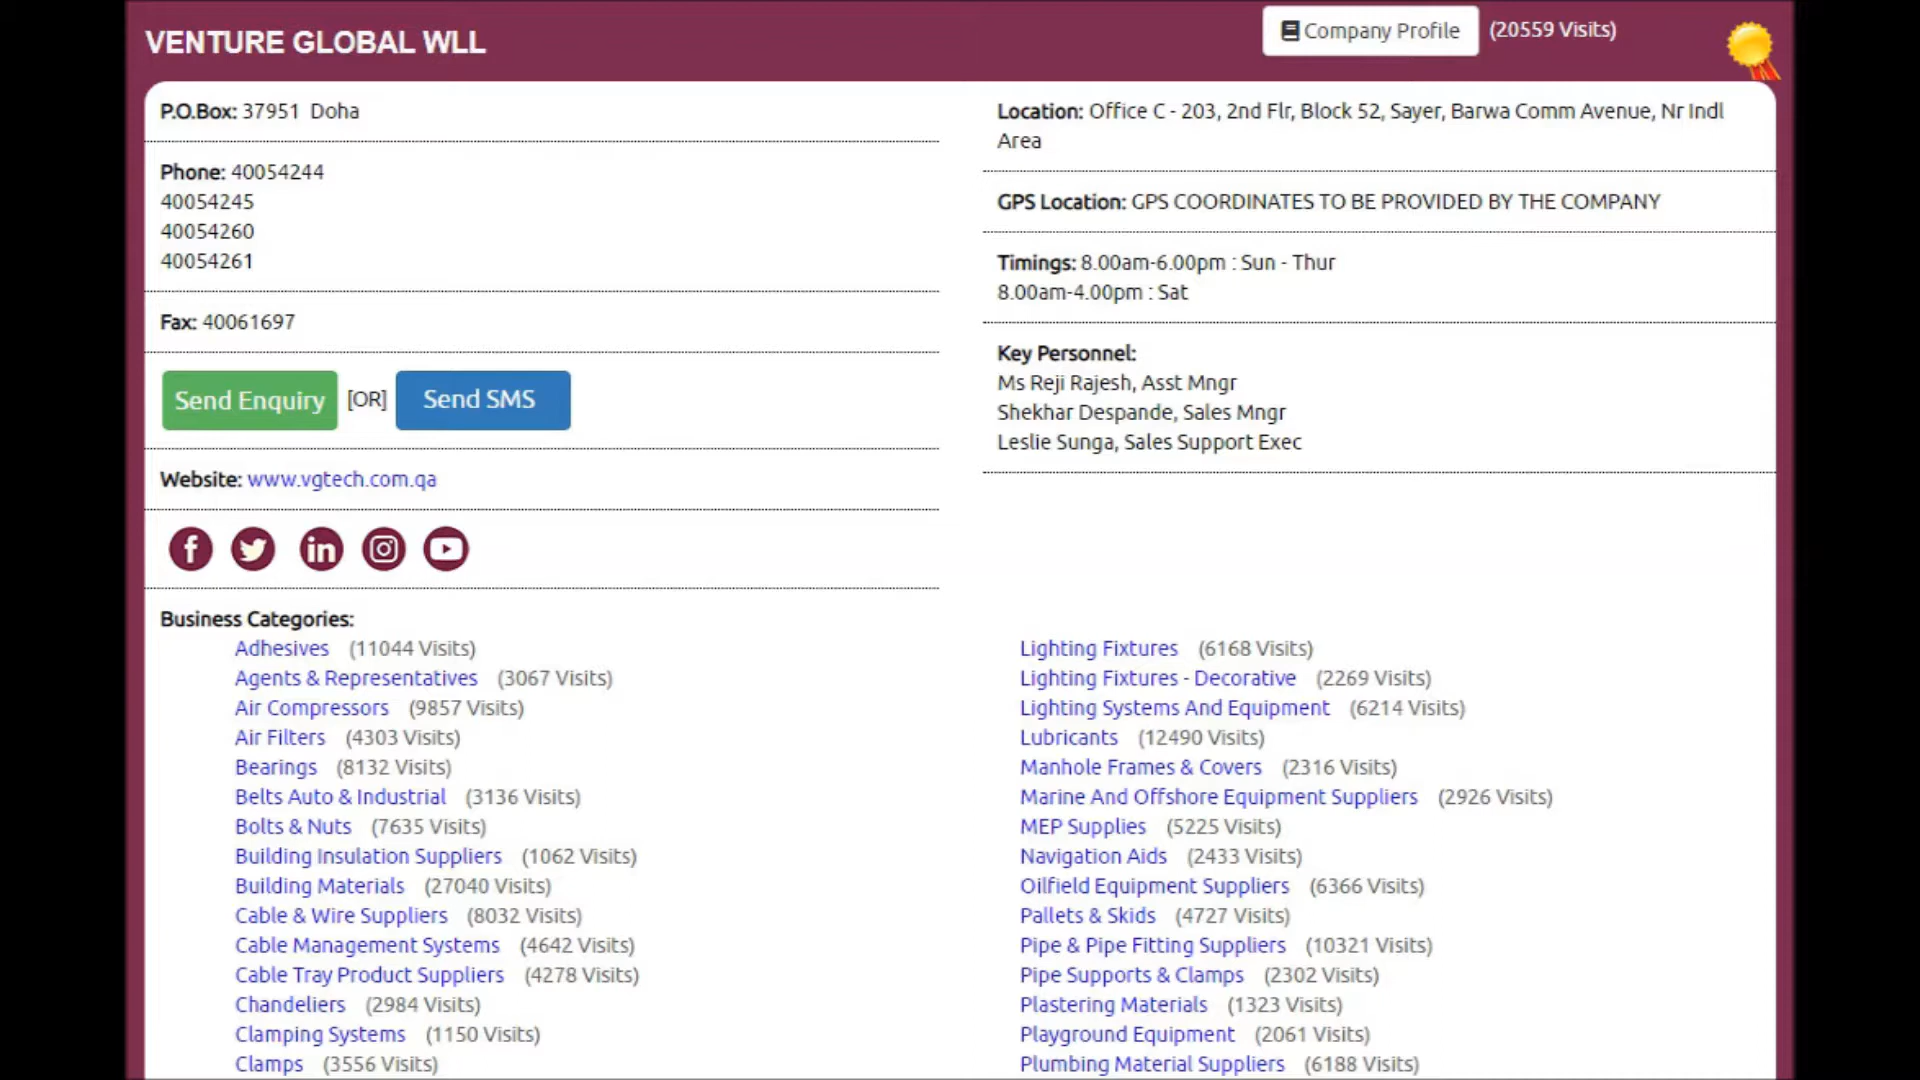 VENTURE GLOBAL WLL
Company Profile (20559 Visits)
P.O.Box: 37951 Doha
Phone: 40054244
40054245
40054260
40054261
Fax: 40061697
Send Enquiry [OR] Send SMS
Website: www.vgtech.com.qa
Location: Office C - 203, 2nd Flr, Block 52, Sayer, Barwa Comm Avenue, Nr Indl
Area
GPS Location: GPS COORDINATES TO BE PROVIDED BY THE COMPANY
Timings: 8.00am-6.00pm : Sun - Thur
8.00am-4.00pm : Sat
Key Personnel:
Ms Reji Rajesh, Asst Mngr
Shekhar Despande, Sales Mngr
Leslie Sunga, Sales Support Exec
Business Categories:
Adhesives (11044 Visits)
Agents & Representatives (3067 Visits)
Air Compressors (9857 Visits)
Air Filters (4303 Visits)
Bearings (8132 Visits)
Belts Auto & Industrial (3136 Visits)
Bolts & Nuts (7635 Visits)
Building Insulation Suppliers (1062 Visits)
Building Materials (27040 Visits)
Cable & Wire Suppliers (8032 Visits)
Cable Management Systems (4642 Visits)
Cable Tray Product Suppliers (4278 Visits)
Chandeliers (2984 Visits)
Clamping Systems (1150 Visits)
Clamps (3556 Visits)
Lighting Fixtures (6168 Visits)
Lighting Fixtures - Decorative (2269 Visits)
Lighting Systems And Equipment (6214 Visits)
Lubricants (12490 Visits)
Manhole Frames & Covers (2316 Visits)
Marine And Offshore Equipment Suppliers (2926 Visits)
MEP Supplies (5225 Visits)
Navigation Aids (2433 Visits)
Oilfield Equipment Suppliers (6366 Visits)
Pallets & Skids (4727 Visits)
Pipe & Pipe Fitting Suppliers (10321 Visits)
Pipe Supports & Clamps (2302 Visits)
Plastering Materials (1323 Visits)
Playground Equipment (2061 Visits)
Plumbing Material Suppliers (6188 Visits)